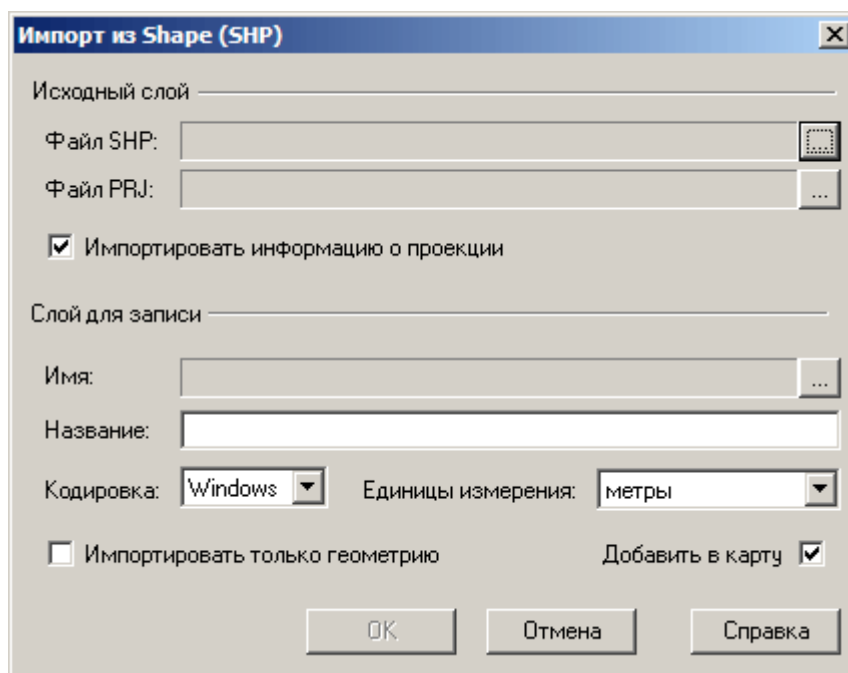 Импорт из Shape (SHP)
Исходный слой
Файл SHP: ...
Файл PRJ: ...
Импортировать информацию о проекции
Слой для записи
Имя: ...
Название:
Кодировка: Windows Единицы измерения: метры
Импортировать только геометрию Добавить в карту
OK Отмена Справка